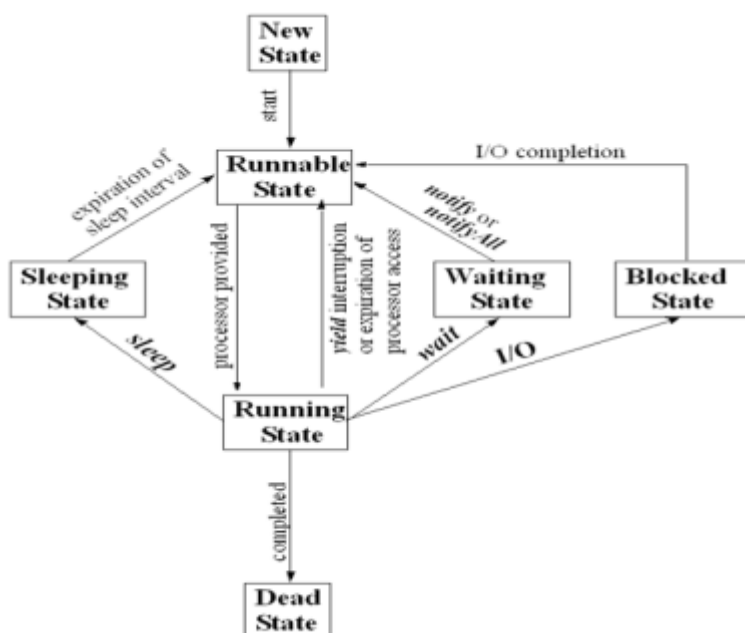 New
State
start
Runnable
State
I/O completion
expiration of
sleep interval
notify or
notifyAll
processor provided
yield interruption
or expiration of
processor access
Sleeping
State
Waiting
State
Blocked
State
sleep
wait
I/O
Running
State
completed
Dead
State